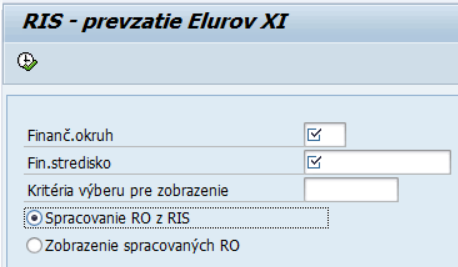 RIS - prevzatie Elurov XI
Finanč.okruh
Fin.stredisko
Kritéria výberu pre zobrazenie
Spracovanie RO z RIS
Zobrazenie spracovaných RO